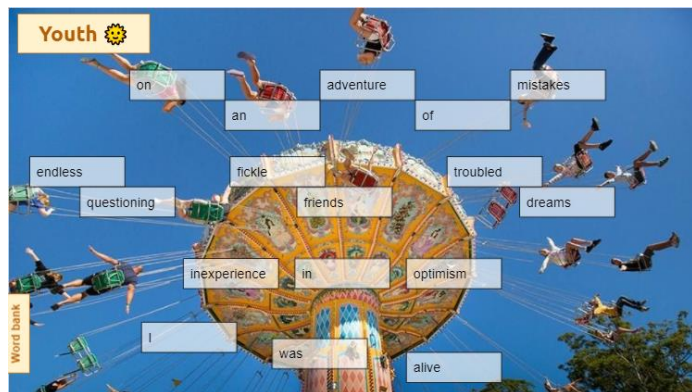 Youth 🌞
on adventure mistakes
an of
endless fickle troubled
questioning friends dreams
inexperience in optimism
Word bank
I
was
alive